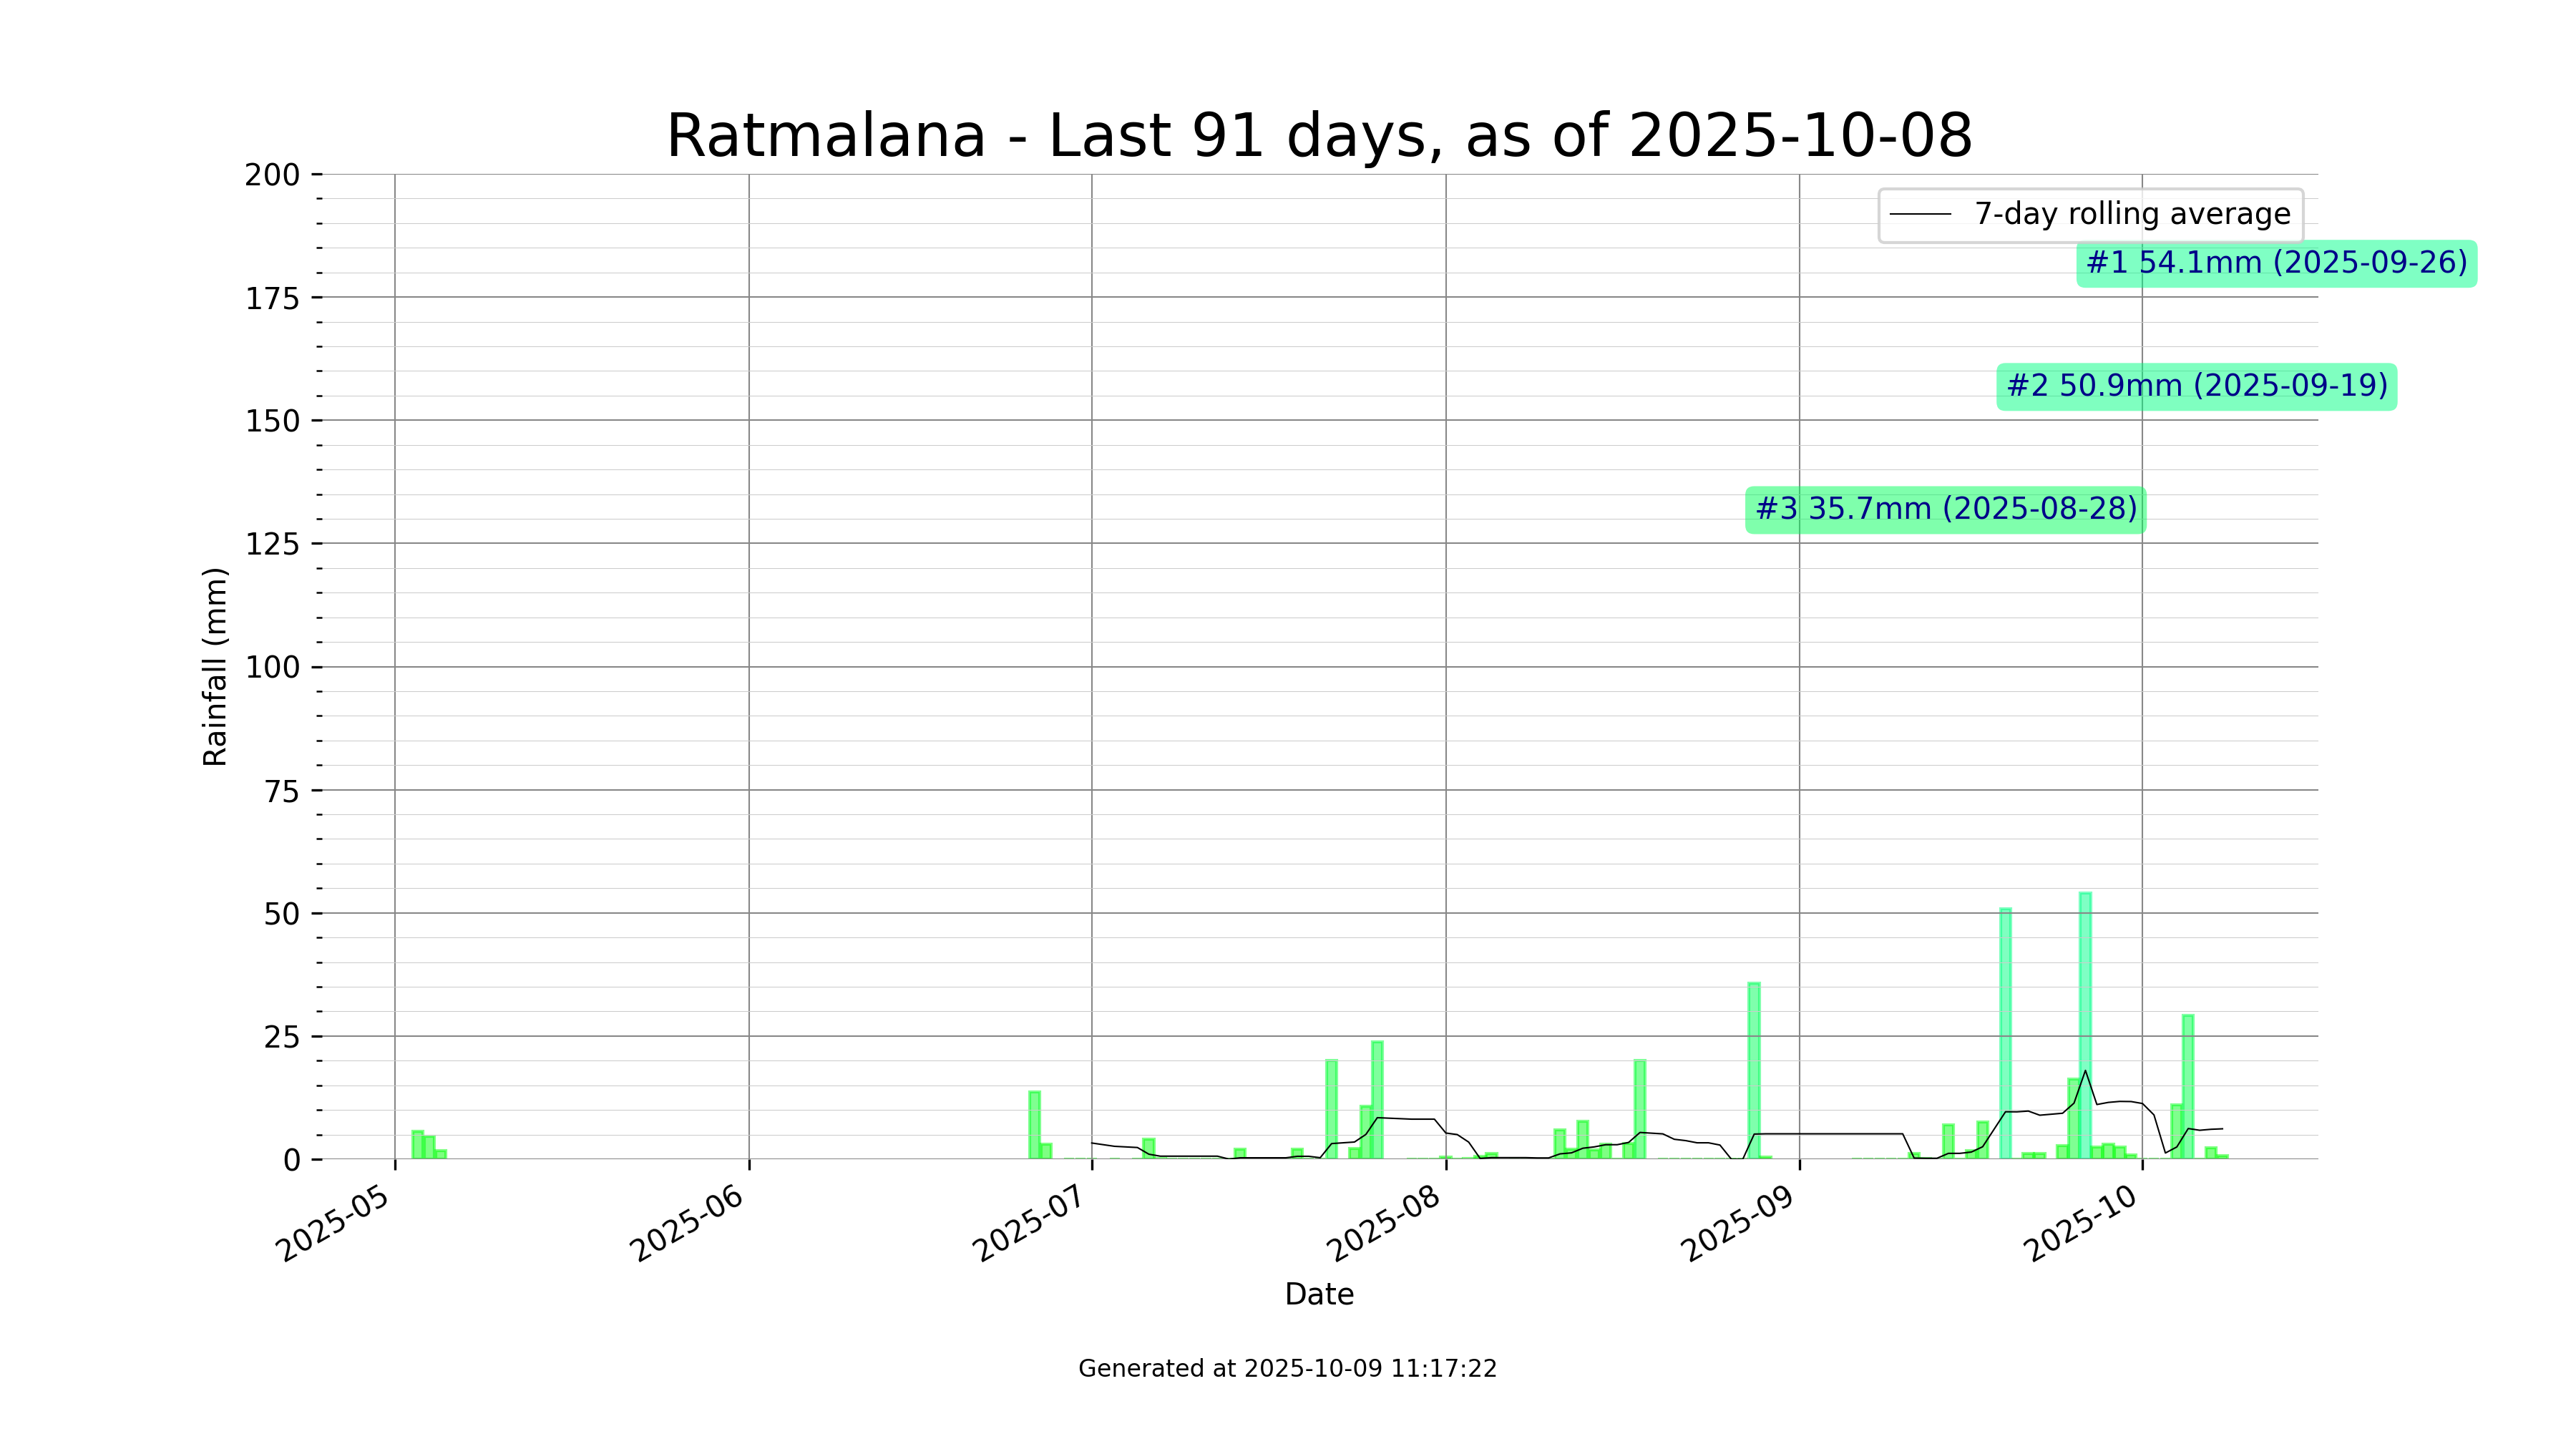 Ratmalana - Last 91 days, as of 2025-10-08
200
175
150
125
100
75
50
25
0
Rainfall (mm)
7-day rolling average
#1 54.1mm (2025-09-26)
#2 50.9mm (2025-09-19)
#3 35.7mm (2025-08-28)
2025-05
2025-06
2025-07
2025-08
2025-09
2025-10
Date
Generated at 2025-10-09 11:17:22